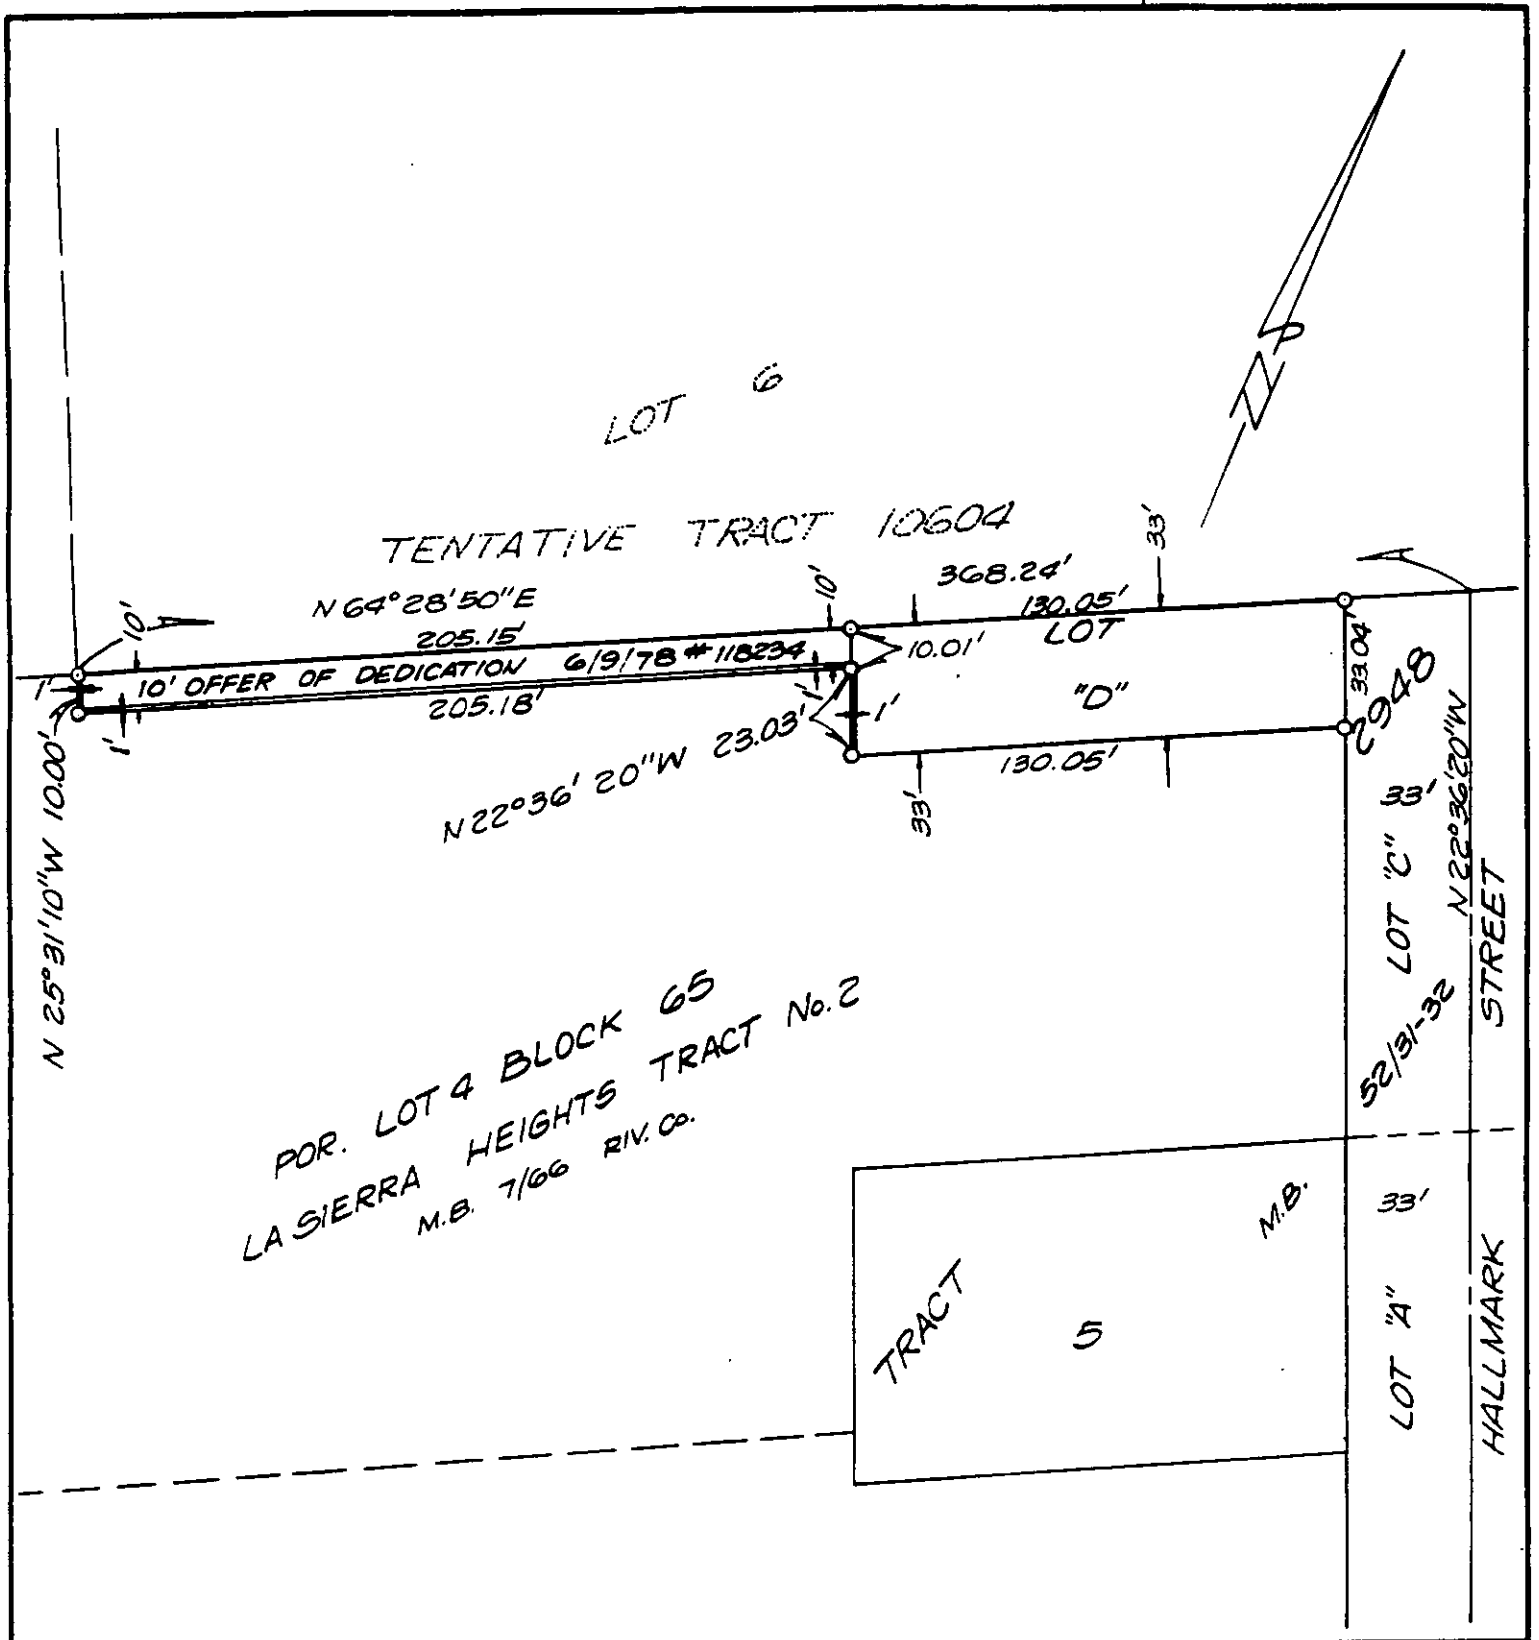 N
LOT 6
TENTATIVE TRACT 10604
33'
368.24'
10'
N 64°28'50"E
10'
130.05'
205.15'
LOT
10.01'
33.04'
10' OFFER OF DEDICATION 6/9/78 # 118234
1'
1'
205.18'
1'
1'
"D"
2948
N 22°36'20"W 23.03'
130.05'
33'
N 25°31'10"W 10.00'
33'
LOT "C"
N 22°36'20"W
STREET
52/31-32
POR. LOT 4 BLOCK 65
LA SIERRA HEIGHTS TRACT No. 2
M.B. 7/66 RIV. CO.
M.B.
33'
TRACT
5
LOT "A"
HALLMARK